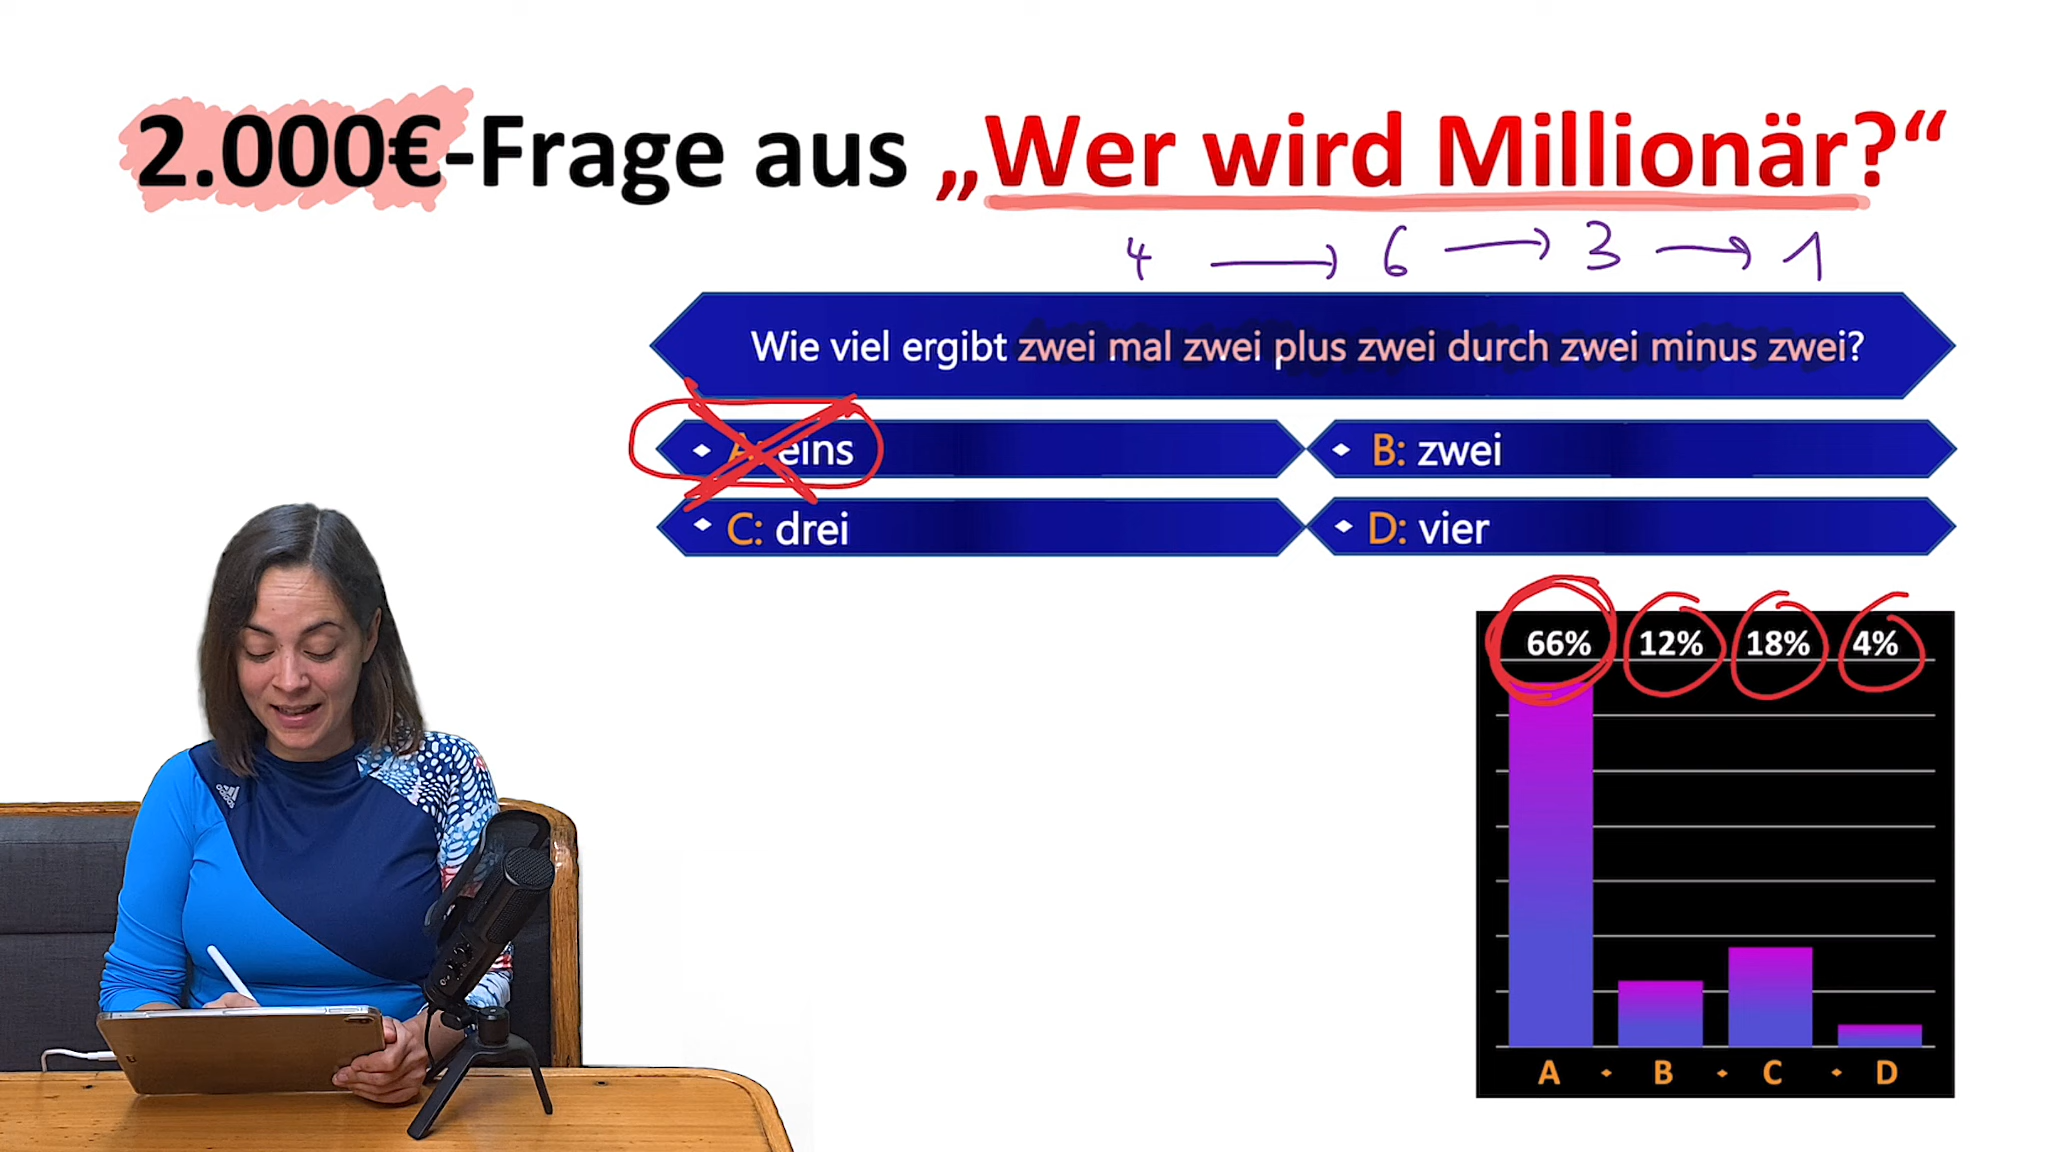 2.000€-Frage aus „Wer wird Millionär?“
4 → 6 → 3 → 1
Wie viel ergibt zwei mal zwei plus zwei durch zwei minus zwei?
A: eins
B: zwei
C: drei
D: vier
66% 12% 18% 4%
A B C D
adidas